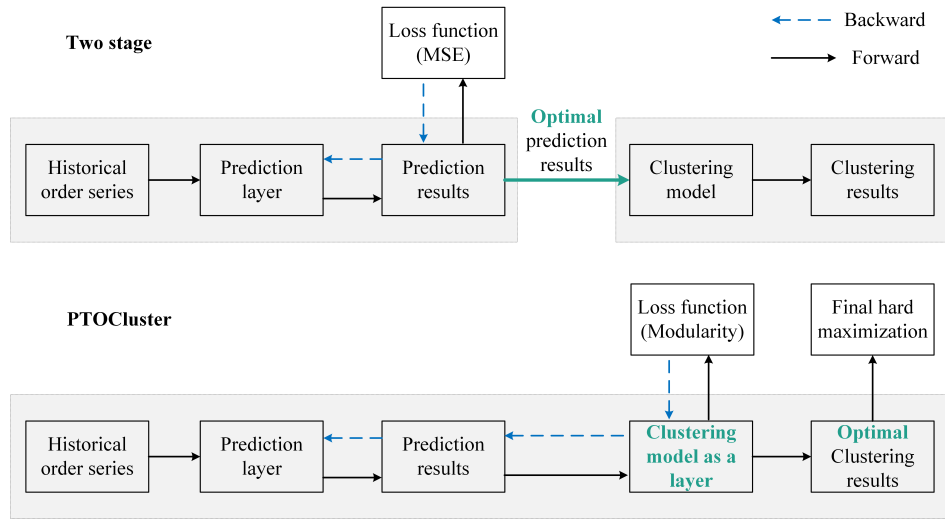 Two stage
Loss function
(MSE)
Backward
Forward
Historical
order series
Prediction
layer
Prediction
results
Optimal
prediction
results
Clustering
model
Clustering
results
PTOCluster
Loss function
(Modularity)
Final hard
maximization
Historical
order series
Prediction
layer
Prediction
results
Clustering
model as a
layer
Optimal
Clustering
results